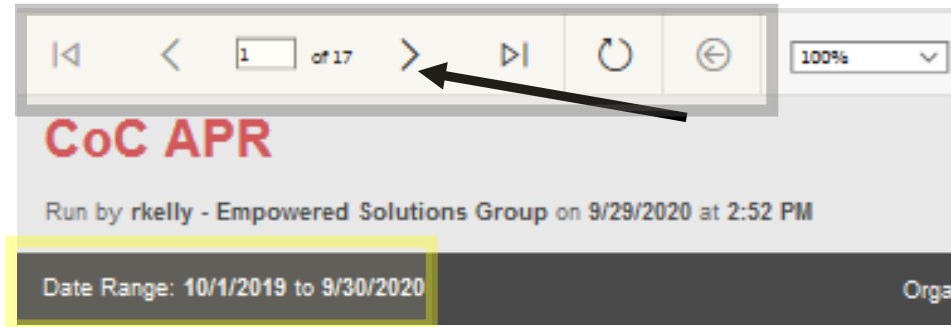 1 of 17 100%
CoC APR
Run by rkelly - Empowered Solutions Group on 9/29/2020 at 2:52 PM
Date Range: 10/1/2019 to 9/30/2020 Orga